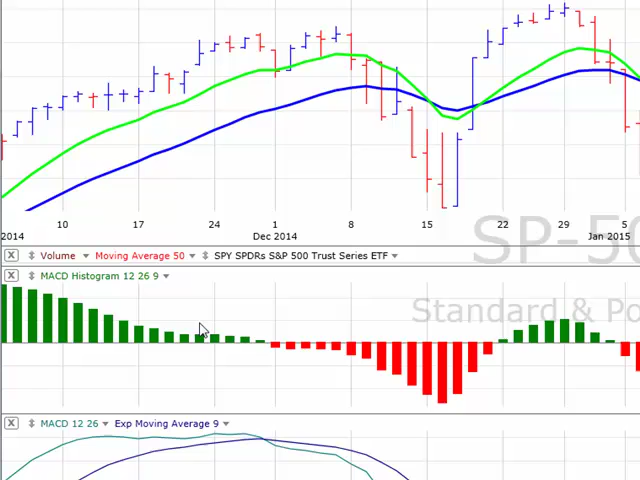 10 17 24 1 8 15 22 29 5
2014 Dec 2014 Jan 2015
SP-50
X Volume Moving Average 50 SPY SPDRs S&P 500 Trust Series ETF
X MACD Histogram 12 26 9
Standard & Po
X MACD 12 26 Exp Moving Average 9